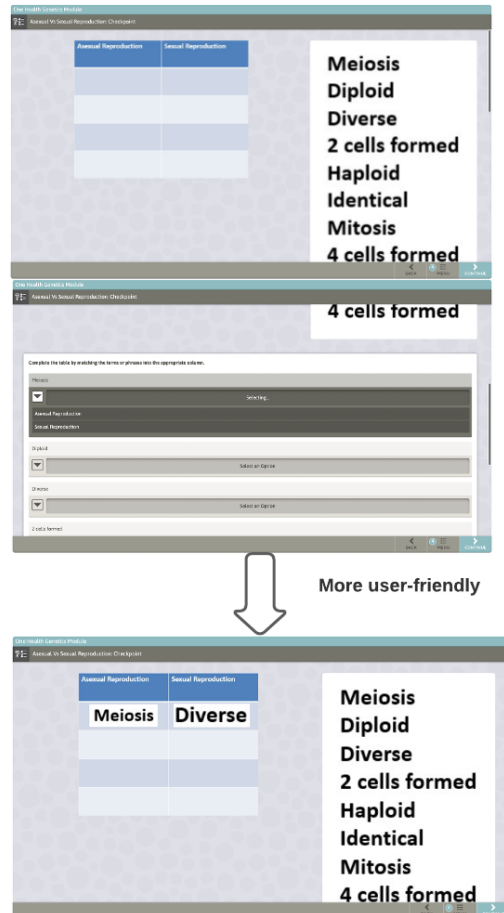 One Health Genetics Module
Asexual Vs Sexual Reproduction: Checkpoint
Asexual Reproduction Sexual Reproduction
Meiosis
Diploid
Diverse
2 cells formed
Haploid
Identical
Mitosis
4 cells formed
BACK MENU CONTINUE
One Health Genetics Module
Asexual Vs Sexual Reproduction: Checkpoint
4 cells formed
Complete the table by matching the terms or phrases into the appropriate column.
Meiosis
Selecting...
Asexual Reproduction
Sexual Reproduction
Diploid
Select an Option
Diverse
Select an Option
2 cells formed
BACK MENU CONTINUE
More user-friendly
One Health Genetics Module
Asexual Vs Sexual Reproduction: Checkpoint
Asexual Reproduction Sexual Reproduction
Meiosis Diverse
Meiosis
Diploid
Diverse
2 cells formed
Haploid
Identical
Mitosis
4 cells formed